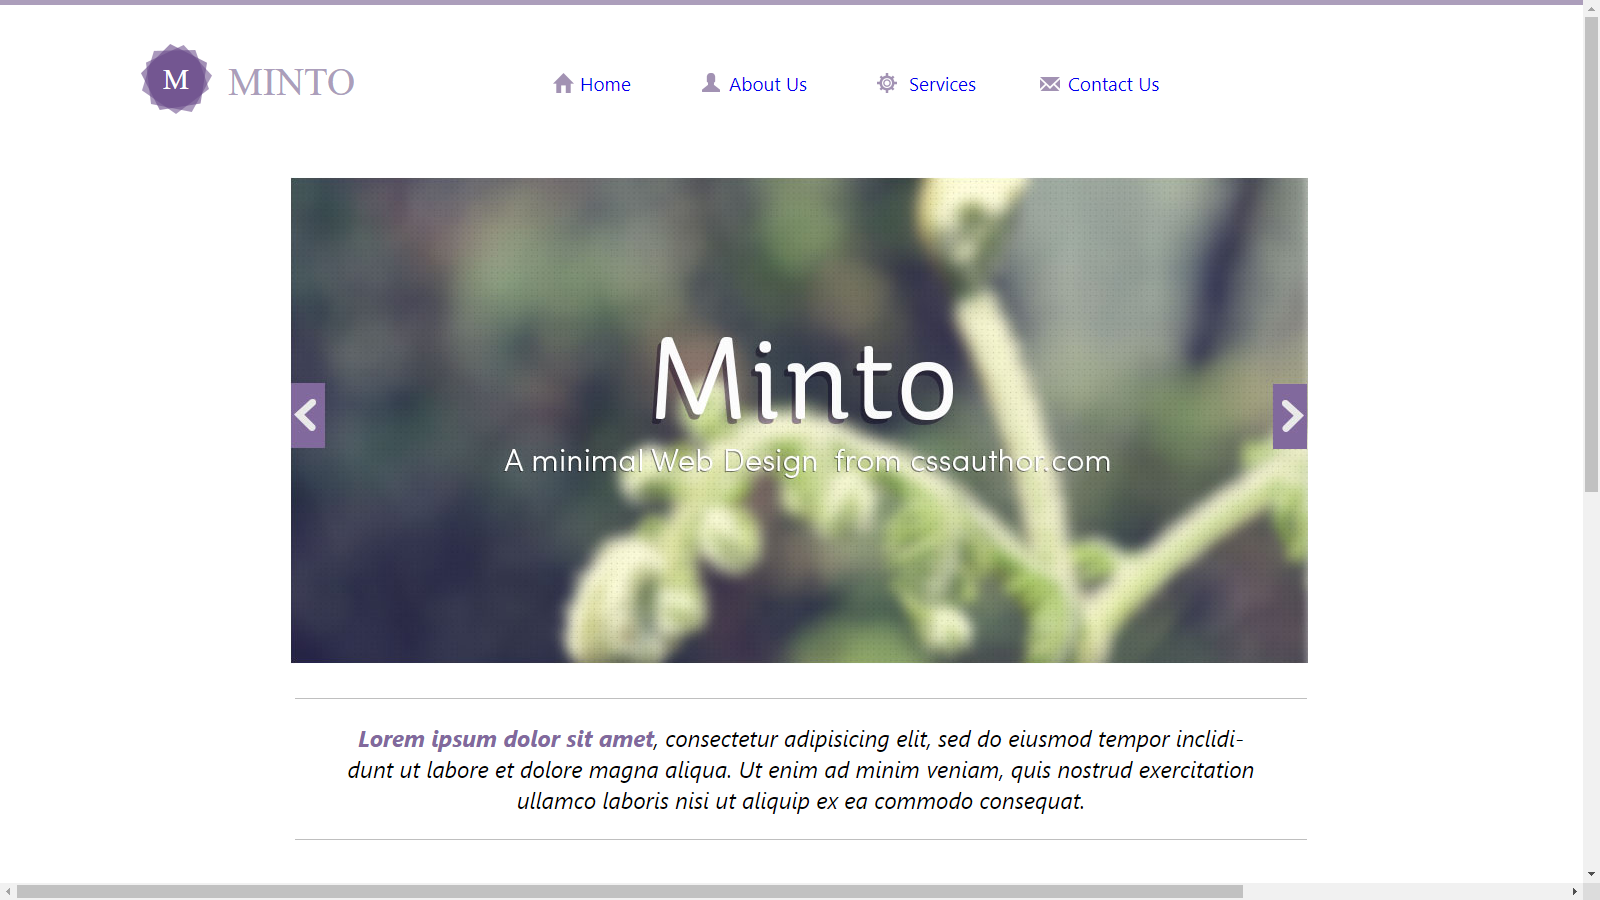 M MINTO Home About Us Services Contact Us
Minto
A minimal Web Design from cssauthor.com
Lorem ipsum dolor sit amet, consectetur adipisicing elit, sed do eiusmod tempor inclidi-
dunt ut labore et dolore magna aliqua. Ut enim ad minim veniam, quis nostrud exercitation
ullamco laboris nisi ut aliquip ex ea commodo consequat.